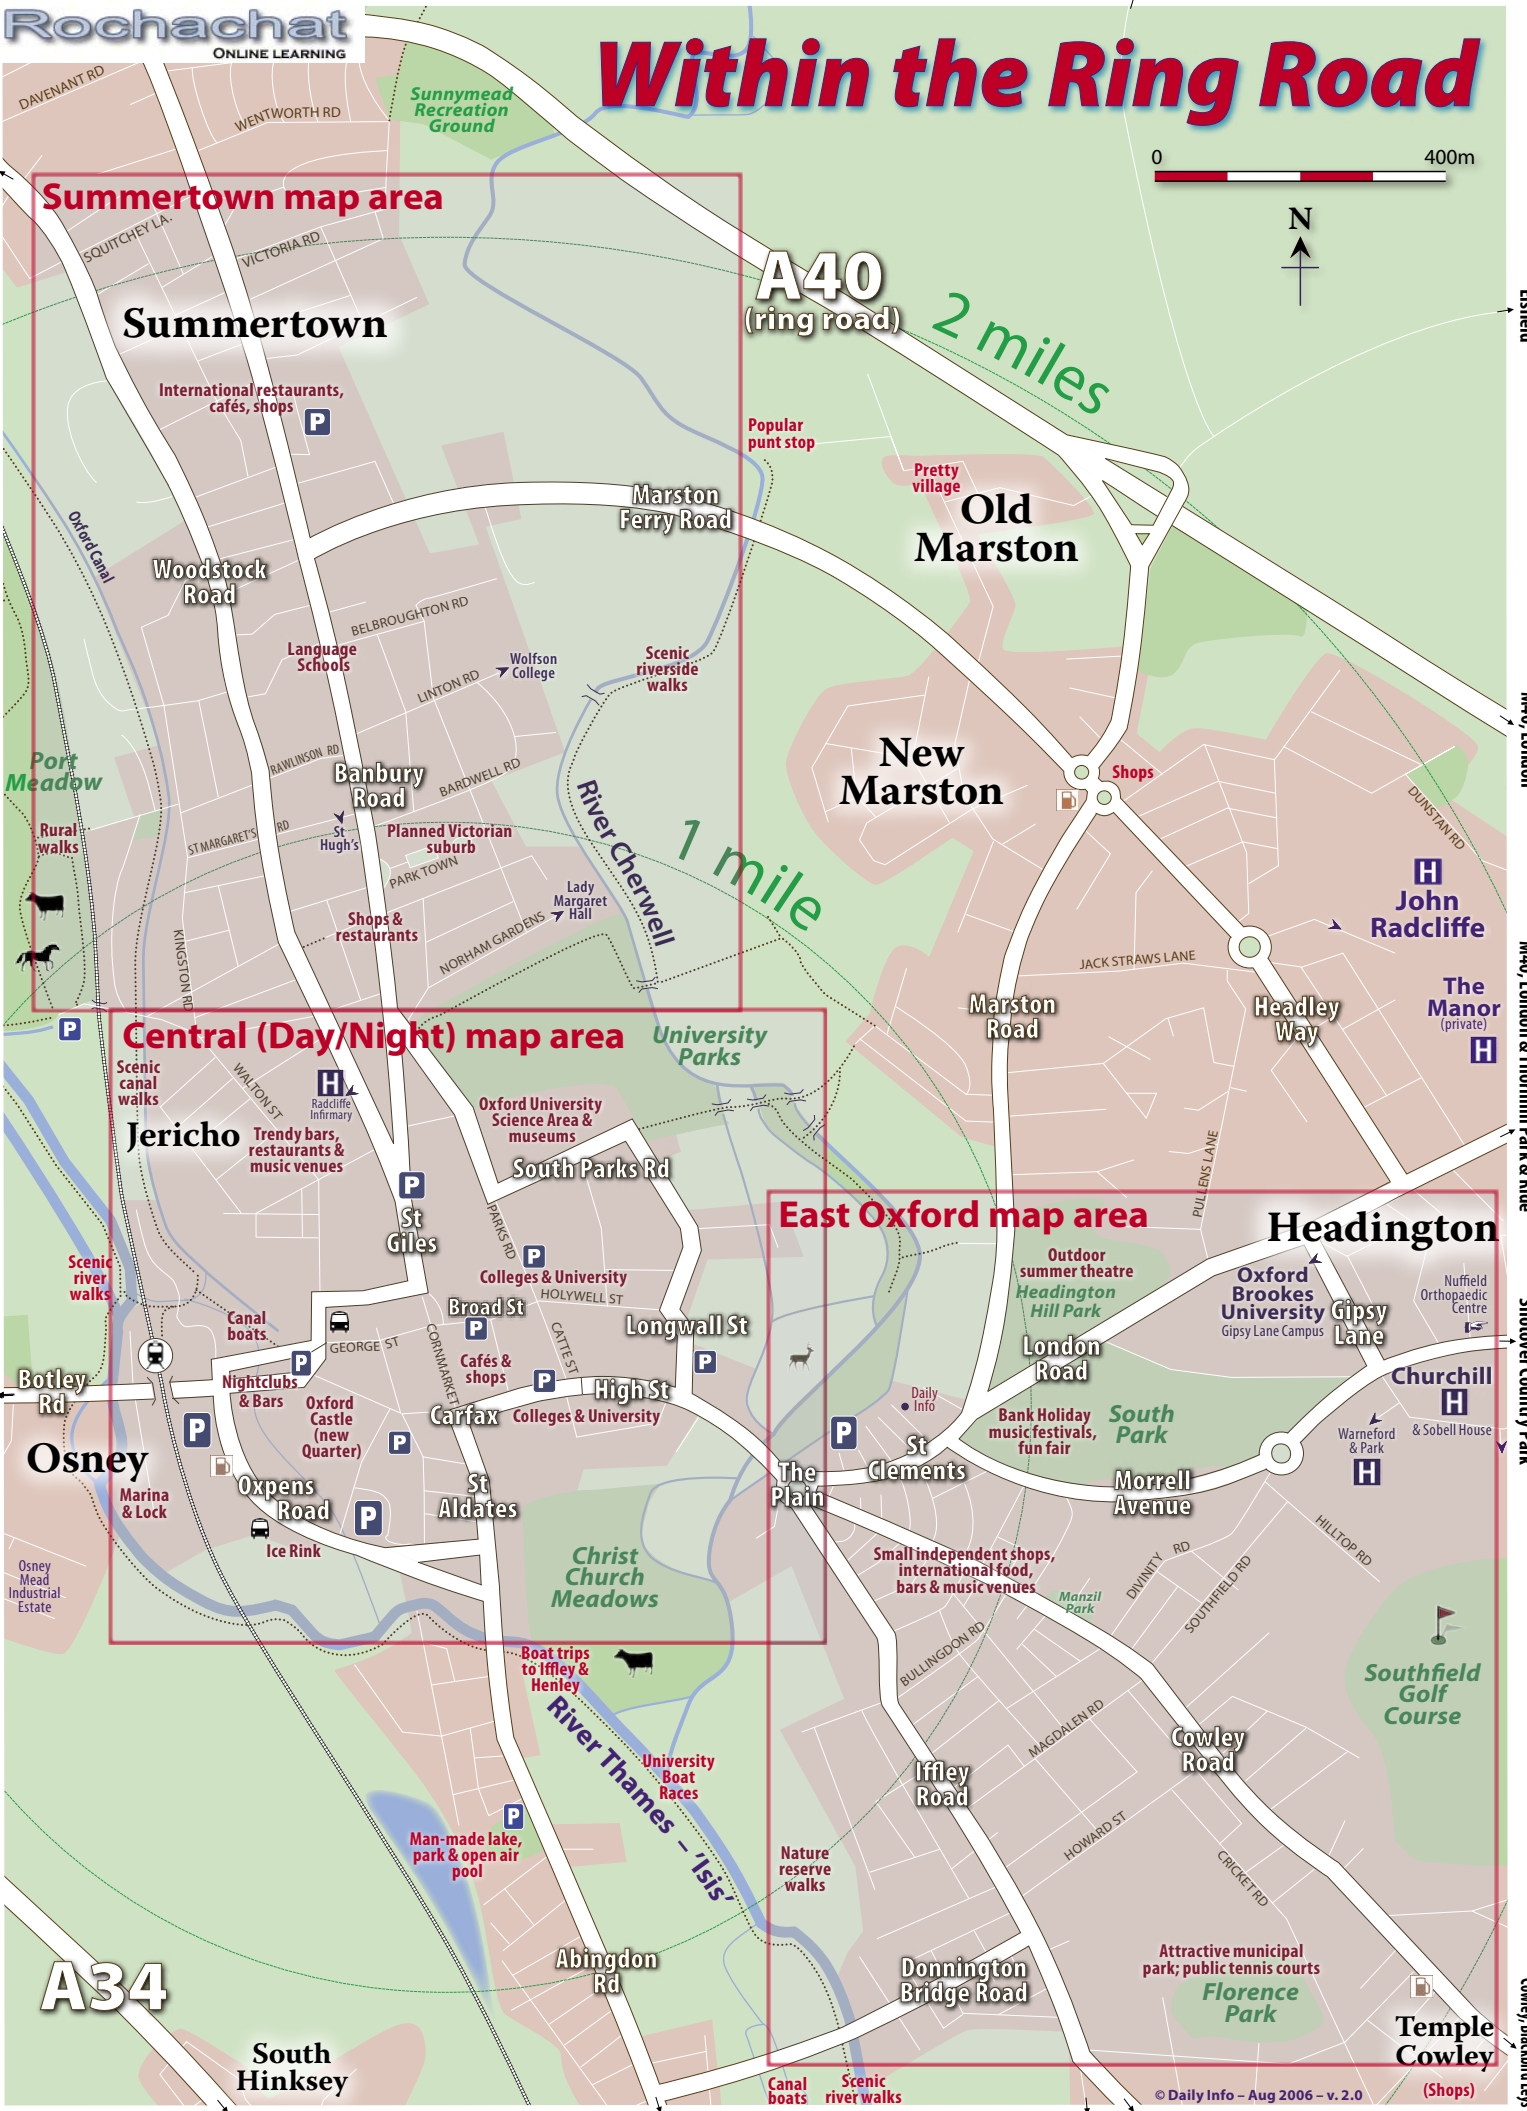 Rochachat
ONLINE LEARNING
Within the Ring Road
0
400m
N
DAVENANT RD
WENTWORTH RD
Sunnymead
Recreation
Ground
Summertown map area
SQUITCHEY LA.
VICTORIA RD
A40
(ring road)
2 miles
Summertown
International restaurants,
cafés, shops
P
Popular
punt stop
Pretty
village
Old
Marston
Marston
Ferry Road
Oxford Canal
Woodstock
Road
BELBROUGHTON RD
Language
Schools
Wolfson
College
LINTON RD
Scenic
riverside
walks
New
Marston
Shops
Port
Meadow
RAWLINSON RD
Banbury
Road
BARDWELL RD
River Cherwell
1 mile
DUNSTAN RD
Rural
walks
ST MARGARET'S RD
St
Hugh's
Planned Victorian
suburb
PARK TOWN
Lady
Margaret
Hall
H
John
Radcliffe
Shops &
restaurants
NORHAM GARDENS
KINGSTON RD
JACK STRAWS LANE
Marston
Road
Headley
Way
The
Manor
(private)
H
P
Central (Day/Night) map area
University
Parks
Scenic
canal
walks
WALTON ST
H
Radcliffe
Infirmary
Jericho
Trendy bars,
restaurants &
music venues
Oxford University
Science Area &
museums
South Parks Rd
PULLENS LANE
P
St
Giles
PARKS RD
East Oxford map area
Headington
P
Colleges & University
HOLYWELL ST
Scenic
river
walks
Outdoor
summer theatre
Headington
Hill Park
Oxford
Brookes
University
Gipsy Lane Campus
Gipsy
Lane
Nuffield
Orthopaedic
Centre
Canal
boats
GEORGE ST
Broad St
P
CORNMARKET
CATTE ST
Longwall St
P
London
Road
Botley
Rd
P
Nightclubs
& Bars
Cafés &
shops
P
High St
Carfax
Colleges & University
Daily
Info
Churchill
H
& Sobell House
Oxford
Castle
(new
Quarter)
P
P
P
Bank Holiday
music festivals,
fun fair
South
Park
Warneford
& Park
H
Osney
St
Clements
The
Plain
Morrell
Avenue
Oxpens
Road
St
Aldates
P
Marina
& Lock
Ice Rink
HILLTOP RD
Osney
Mead
Industrial
Estate
Christ
Church
Meadows
Small independent shops,
international food,
bars & music venues
DIVINITY RD
SOUTHFIELD RD
Manzil
Park
BULLINGDON RD
Boat trips
to Iffley &
Henley
Southfield
Golf
Course
River Thames – 'Isis'
University
Boat
Races
MAGDALEN RD
Cowley
Road
Iffley
Road
P
Man-made lake,
park & open air
pool
HOWARD ST
Nature
reserve
walks
CRICKET RD
A34
Abingdon
Rd
Donnington
Bridge Road
Attractive municipal
park; public tennis courts
Florence
Park
Temple
Cowley
(Shops)
South
Hinksey
Canal
boats
Scenic
river walks
© Daily Info – Aug 2006 – v. 2.0